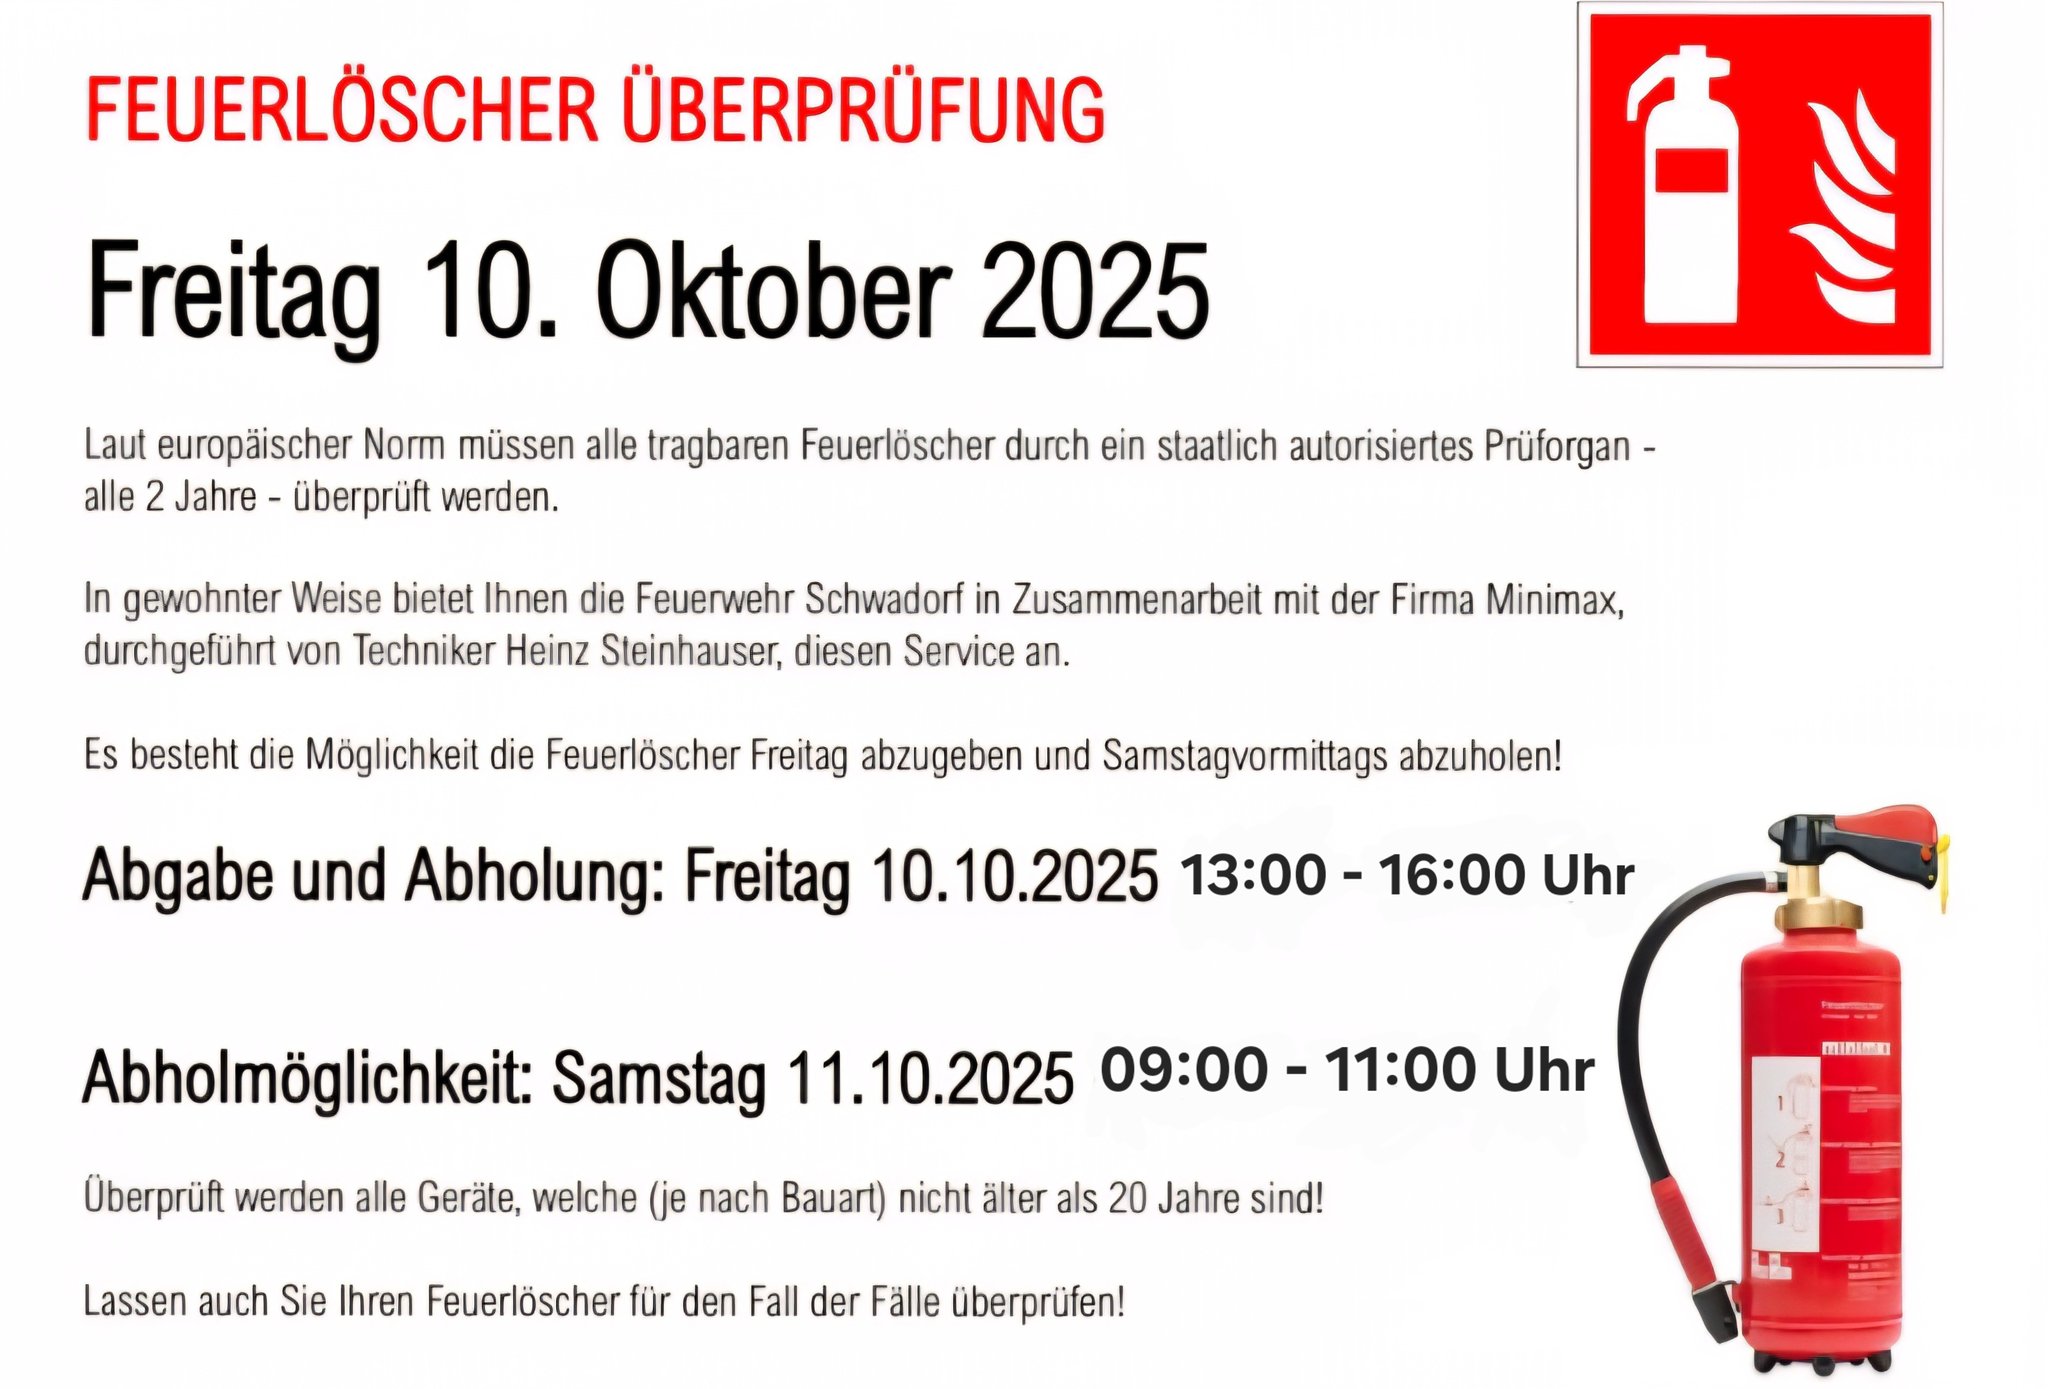 FEUERLÖSCHER ÜBERPRÜFUNG
Freitag 10. Oktober 2025
Laut europäischer Norm müssen alle tragbaren Feuerlöscher durch ein staatlich autorisiertes Prüforgan -
alle 2 Jahre - überprüft werden.
In gewohnter Weise bietet Ihnen die Feuerwehr Schwadorf in Zusammenarbeit mit der Firma Minimax,
durchgeführt von Techniker Heinz Steinhauser, diesen Service an.
Es besteht die Möglichkeit die Feuerlöscher Freitag abzugeben und Samstagvormittags abzuholen!
Abgabe und Abholung: Freitag 10.10.2025 13:00 - 16:00 Uhr
Abholmöglichkeit: Samstag 11.10.2025 09:00 - 11:00 Uhr
1
2
3
Überprüft werden alle Geräte, welche (je nach Bauart) nicht älter als 20 Jahre sind!
Lassen auch Sie Ihren Feuerlöscher für den Fall der Fälle überprüfen!